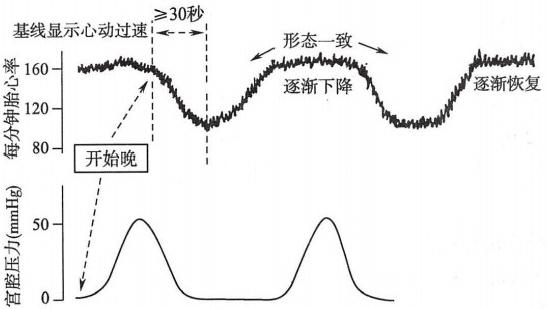 ≥30秒
基线显示心动过速
形态一致
160
逐渐下降
逐渐恢复
120
80
每分钟胎心率
开始晚
50
0
宫腔压力(mmHg)